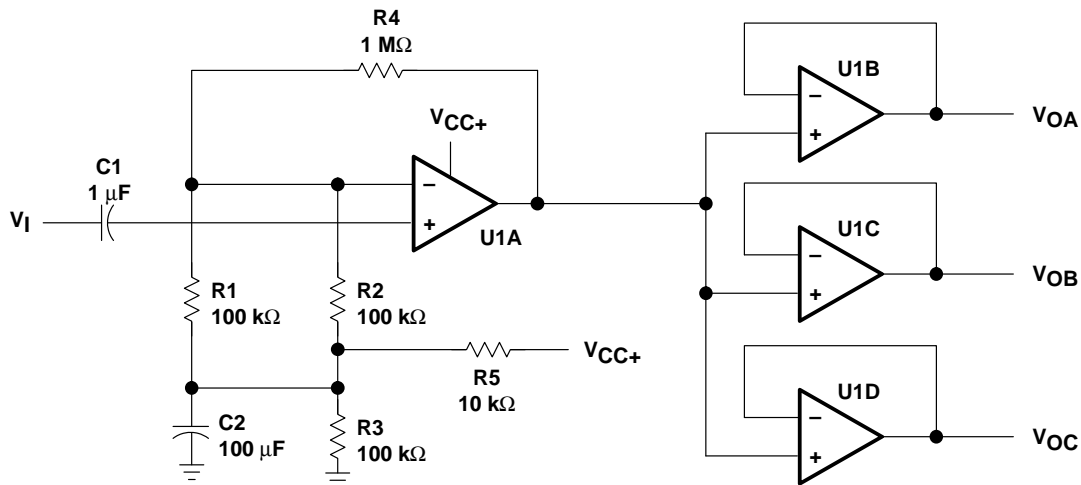 R4
1 MΩ
VCC+
C1
1 μF
VI
−
+
U1A
R1
100 kΩ
R2
100 kΩ
VCC+
R5
10 kΩ
C2
100 μF
R3
100 kΩ
U1B
−
+
VOA
U1C
−
+
VOB
U1D
−
+
VOC